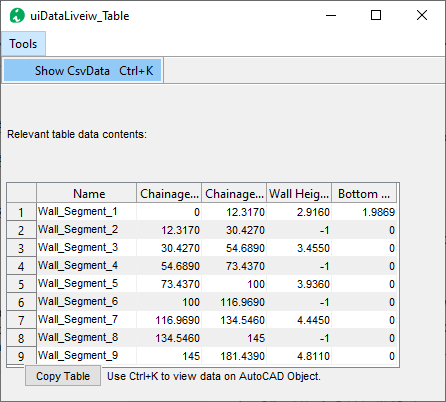 uiDataLiveiw_Table
Tools
Show CsvData Ctrl+K
Relevant table data contents:
Name Chainage... Chainage... Wall Heig... Bottom ...
1 Wall_Segment_1 0 12.3170 2.9160 1.9869
2 Wall_Segment_2 12.3170 30.4270 -1 0
3 Wall_Segment_3 30.4270 54.6890 3.4550 0
4 Wall_Segment_4 54.6890 73.4370 -1 0
5 Wall_Segment_5 73.4370 100 3.9360 0
6 Wall_Segment_6 100 116.9690 -1 0
7 Wall_Segment_7 116.9690 134.5460 4.4450 0
8 Wall_Segment_8 134.5460 145 -1 0
9 Wall_Segment_9 145 181.4390 4.8110 0
Copy Table Use Ctrl+K to view data on AutoCAD Object.